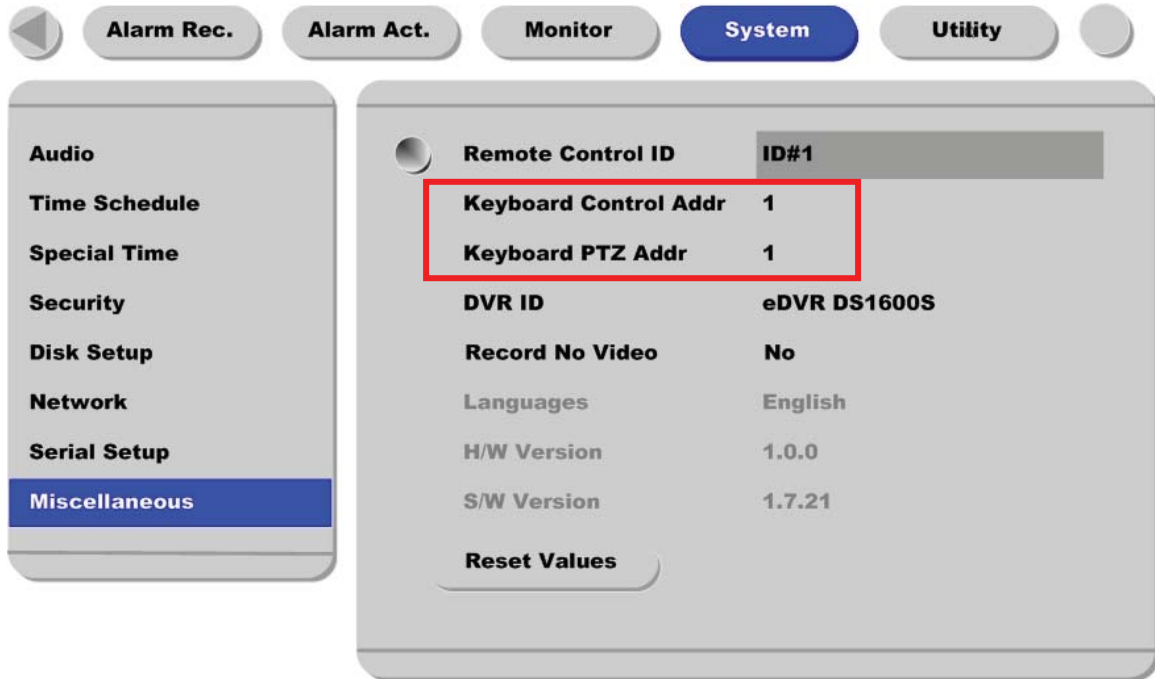 Alarm Rec. Alarm Act. Monitor System Utility
Audio
Time Schedule
Special Time
Security
Disk Setup
Network
Serial Setup
Miscellaneous
Remote Control ID ID#1
Keyboard Control Addr 1
Keyboard PTZ Addr 1
DVR ID eDVR DS1600S
Record No Video No
Languages English
H/W Version 1.0.0
S/W Version 1.7.21
Reset Values